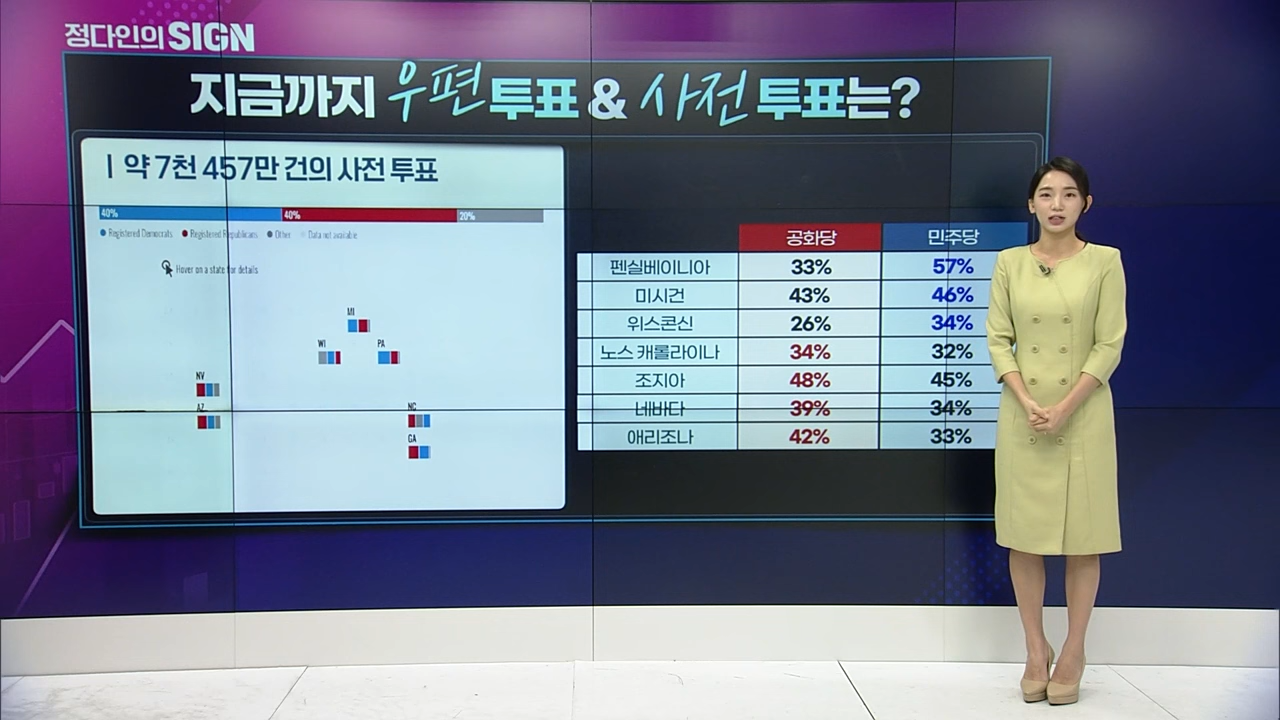 정다인의 SIGN
지금까지 우편 투표 & 사전 투표는?
약 7천 457만 건의 사전 투표
40% 40% 20%
Registered Democrats Registered Republicans Other Data not available
Hover on a state for details
MI
WI PA
NV
AZ NC
GA
공화당 민주당
펜실베이니아 33% 57%
미시건 43% 46%
위스콘신 26% 34%
노스 캐롤라이나 34% 32%
조지아 48% 45%
네바다 39% 34%
애리조나 42% 33%